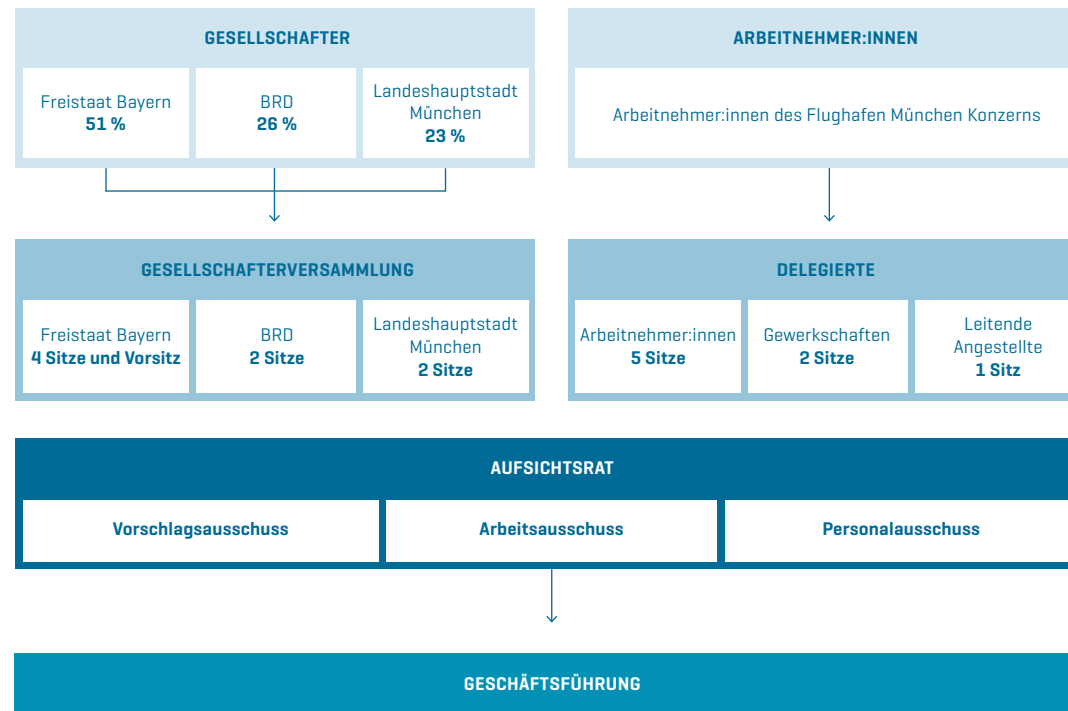 GESELLSCHAFTER
Freistaat Bayern
51 %
BRD
26 %
Landeshauptstadt
München
23 %
ARBEITNEHMER:INNEN
Arbeitnehmer:innen des Flughafen München Konzerns
GESELLSCHAFTERVERSAMMLUNG
Freistaat Bayern
4 Sitze und Vorsitz
BRD
2 Sitze
Landeshauptstadt
München
2 Sitze
DELEGIERTE
Arbeitnehmer:innen
5 Sitze
Gewerkschaften
2 Sitze
Leitende
Angestellte
1 Sitz
AUFSICHTSRAT
Vorschlagsausschuss
Arbeitsausschuss
Personalausschuss
GESCHÄFTSFÜHRUNG